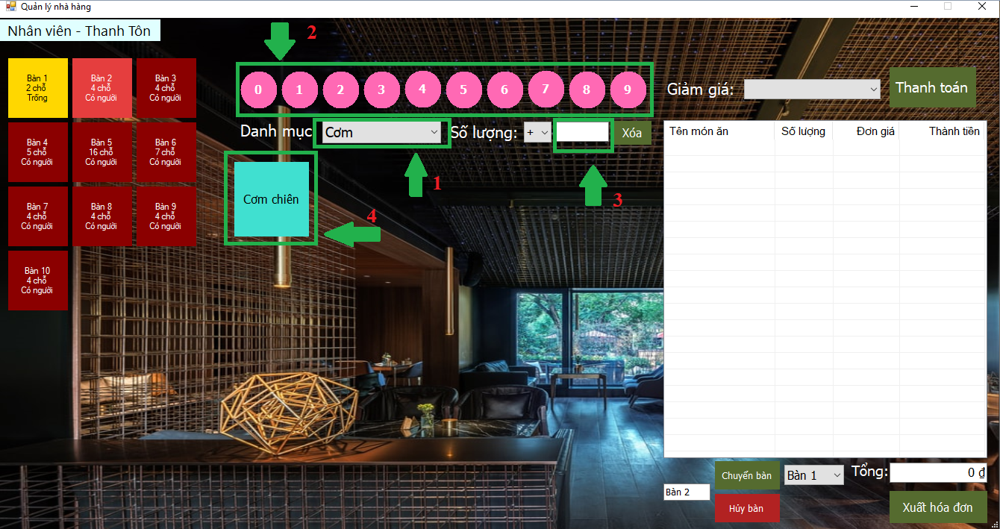 Quản lý nhà hàng
Nhân viên - Thanh Tôn
2
Bàn 1
2 chỗ
Trống
Bàn 2
4 chỗ
Có người
Bàn 3
4 chỗ
Có người
0 1 2 3 4 5 6 7 8 9
Giảm giá:
Thanh toán
Danh mục
Cơm
Số lượng:
+
Xóa
Tên món ăn Số lượng Đơn giá Thành tiền
Bàn 4
5 chỗ
Có người
Bàn 5
16 chỗ
Có người
Bàn 6
7 chỗ
Có người
1
3
Cơm chiên
4
Bàn 7
4 chỗ
Có người
Bàn 8
4 chỗ
Có người
Bàn 9
4 chỗ
Có người
Bàn 10
4 chỗ
Có người
Chuyển bàn
Bàn 1
Tổng:
0 ₫
Bàn 2
Hủy bàn
Xuất hóa đơn